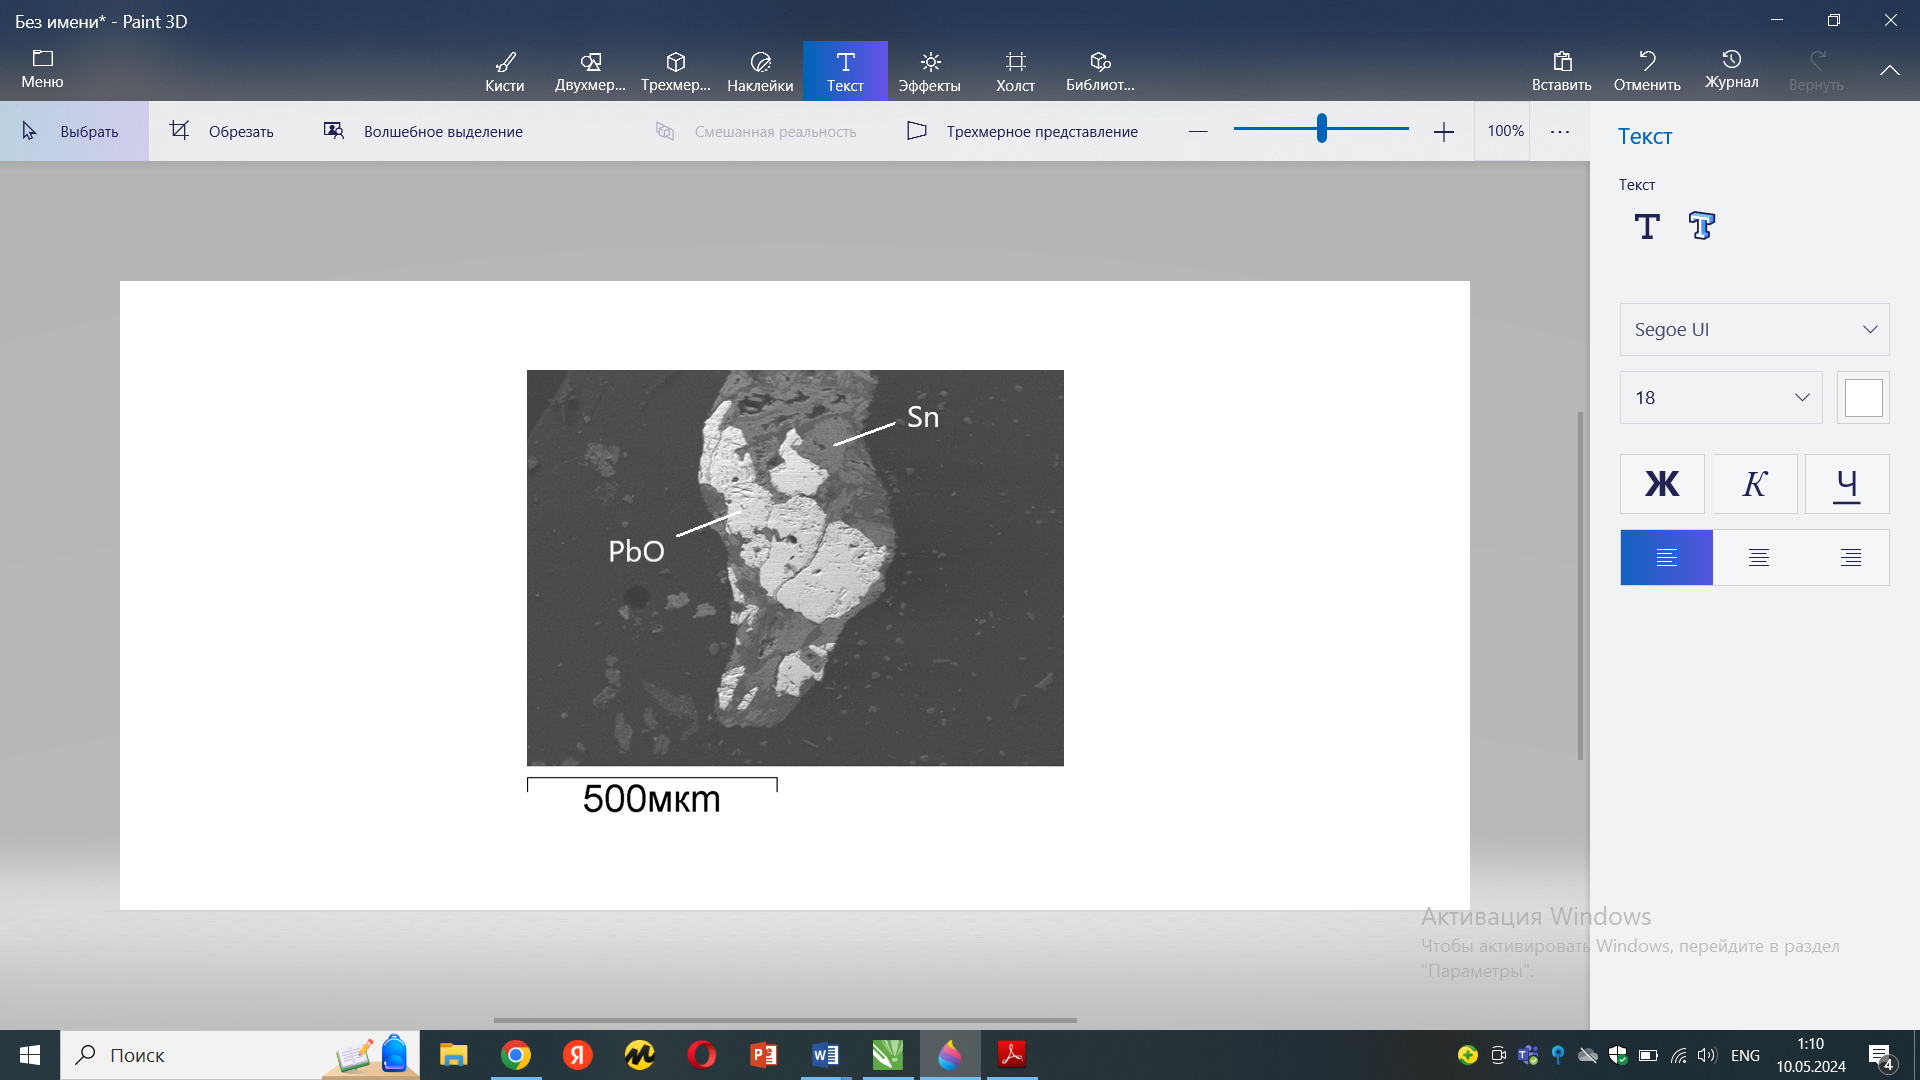 Без имени* - Paint 3D
Меню
Кисти
Двухмер...
Трехмер...
Наклейки
Текст
Эффекты
Холст
Библиот...
Вставить
Отменить
Журнал
Вернуть
Выбрать
Обрезать
Волшебное выделение
Смешанная реальность
Трехмерное представление
100%
Текст
Текст
Segoe UI
18
Ж
К
Ч
Sn
PbO
500мкm
Активация Windows
Чтобы активировать Windows, перейдите в раздел
"Параметры".
Поиск
ENG
1:10
10.05.2024
4